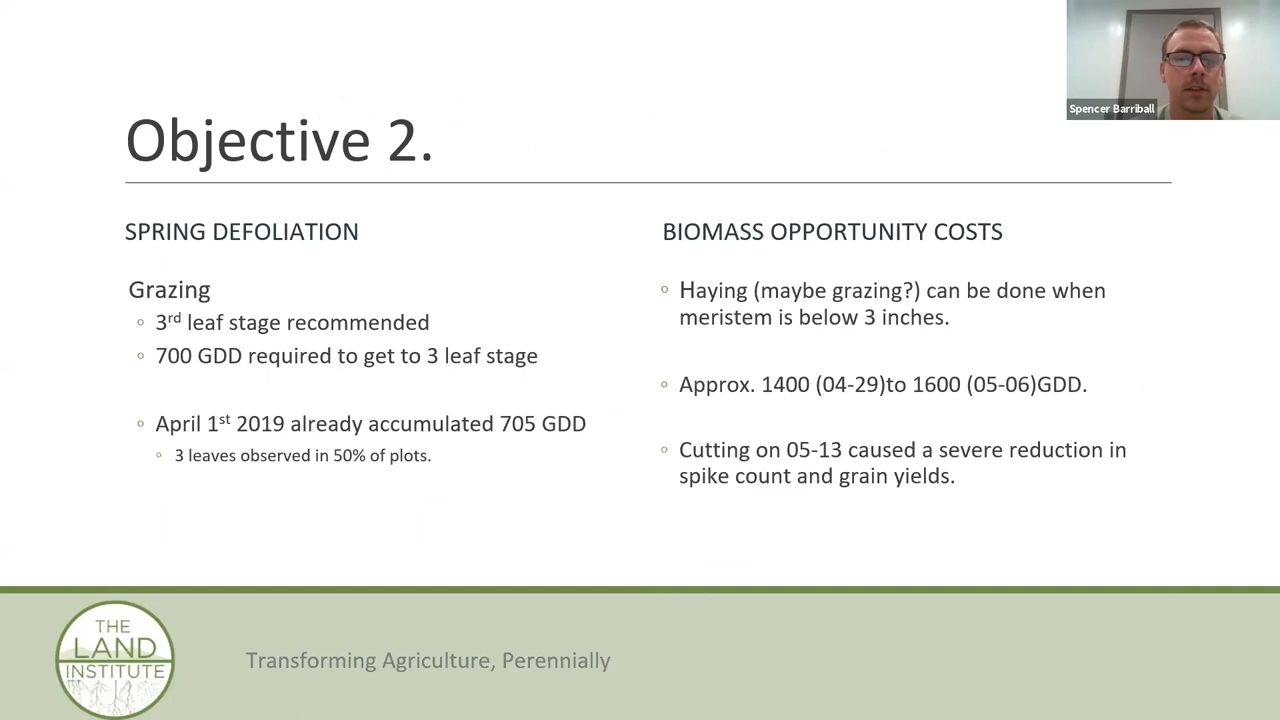 Spencer Barriball
Objective 2.
SPRING DEFOLIATION
Grazing
◦ 3rd leaf stage recommended
◦ 700 GDD required to get to 3 leaf stage
◦ April 1st 2019 already accumulated 705 GDD
◦ 3 leaves observed in 50% of plots.
BIOMASS OPPORTUNITY COSTS
◦ Haying (maybe grazing?) can be done when
meristem is below 3 inches.
◦ Approx. 1400 (04-29)to 1600 (05-06)GDD.
◦ Cutting on 05-13 caused a severe reduction in
spike count and grain yields.
THE
LAND
INSTITUTE
Transforming Agriculture, Perennially